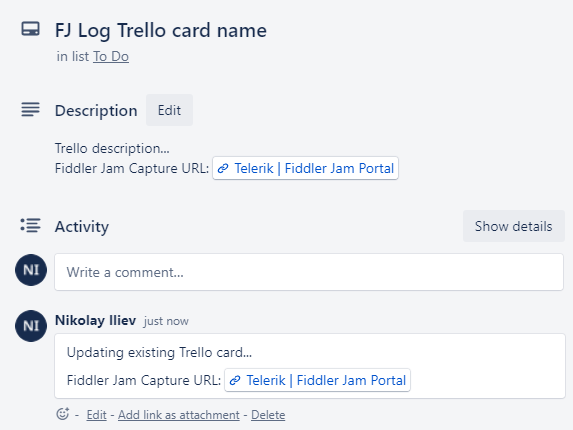 FJ Log Trello card name
in list To Do
Description Edit
Trello description...
Fiddler Jam Capture URL: Telerik | Fiddler Jam Portal
Activity Show details
NI Write a comment...
NI Nikolay Iliev just now
Updating existing Trello card...
Fiddler Jam Capture URL: Telerik | Fiddler Jam Portal
- Edit - Add link as attachment - Delete